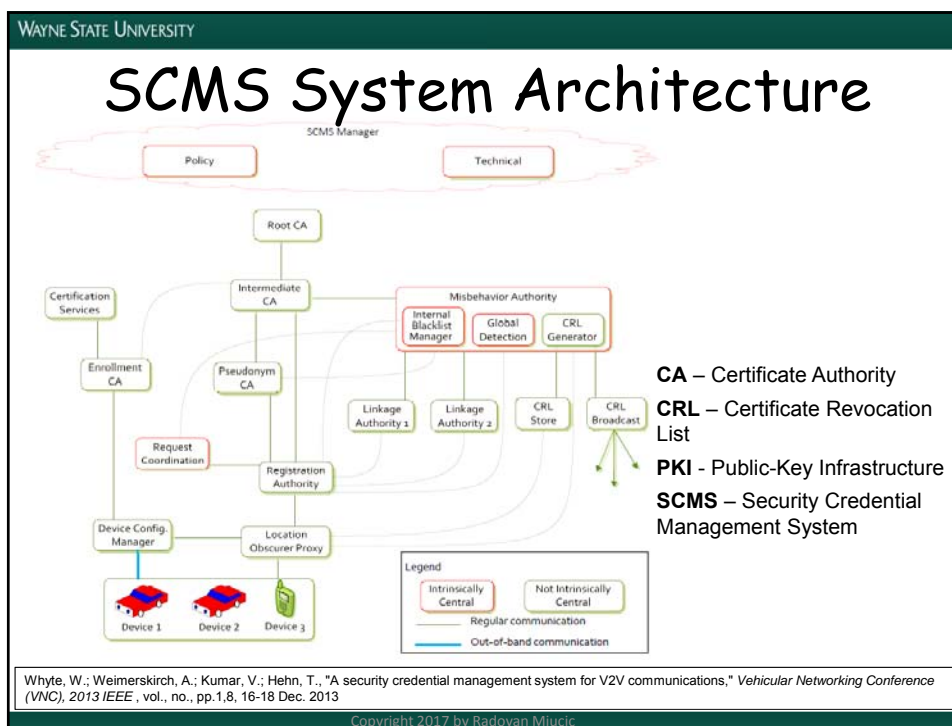 WAYNE STATE UNIVERSITY
SCMS System Architecture
SCMS Manager
Policy
Technical
Root CA
Intermediate
CA
Certification
Services
Misbehavior Authority
Internal
Blacklist
Manager
Global
Detection
CRL
Generator
Enrollment
CA
Pseudonym
CA
Linkage
Authority 1
Linkage
Authority 2
CRL
Store
CRL
Broadcast
Request
Coordination
Registration
Authority
Device Config.
Manager
Location
Obscurer Proxy
Device 1
Device 2
Device 3
Legend
Intrinsically
Central
Not Intrinsically
Central
Regular communication
Out-of-band communication
CA – Certificate Authority
CRL – Certificate Revocation
List
PKI - Public-Key Infrastructure
SCMS – Security Credential
Management System
Whyte, W.; Weimerskirch, A.; Kumar, V.; Hehn, T., "A security credential management system for V2V communications," Vehicular Networking Conference
(VNC), 2013 IEEE , vol., no., pp.1,8, 16-18 Dec. 2013
Copyright 2017 by Radovan Miucic